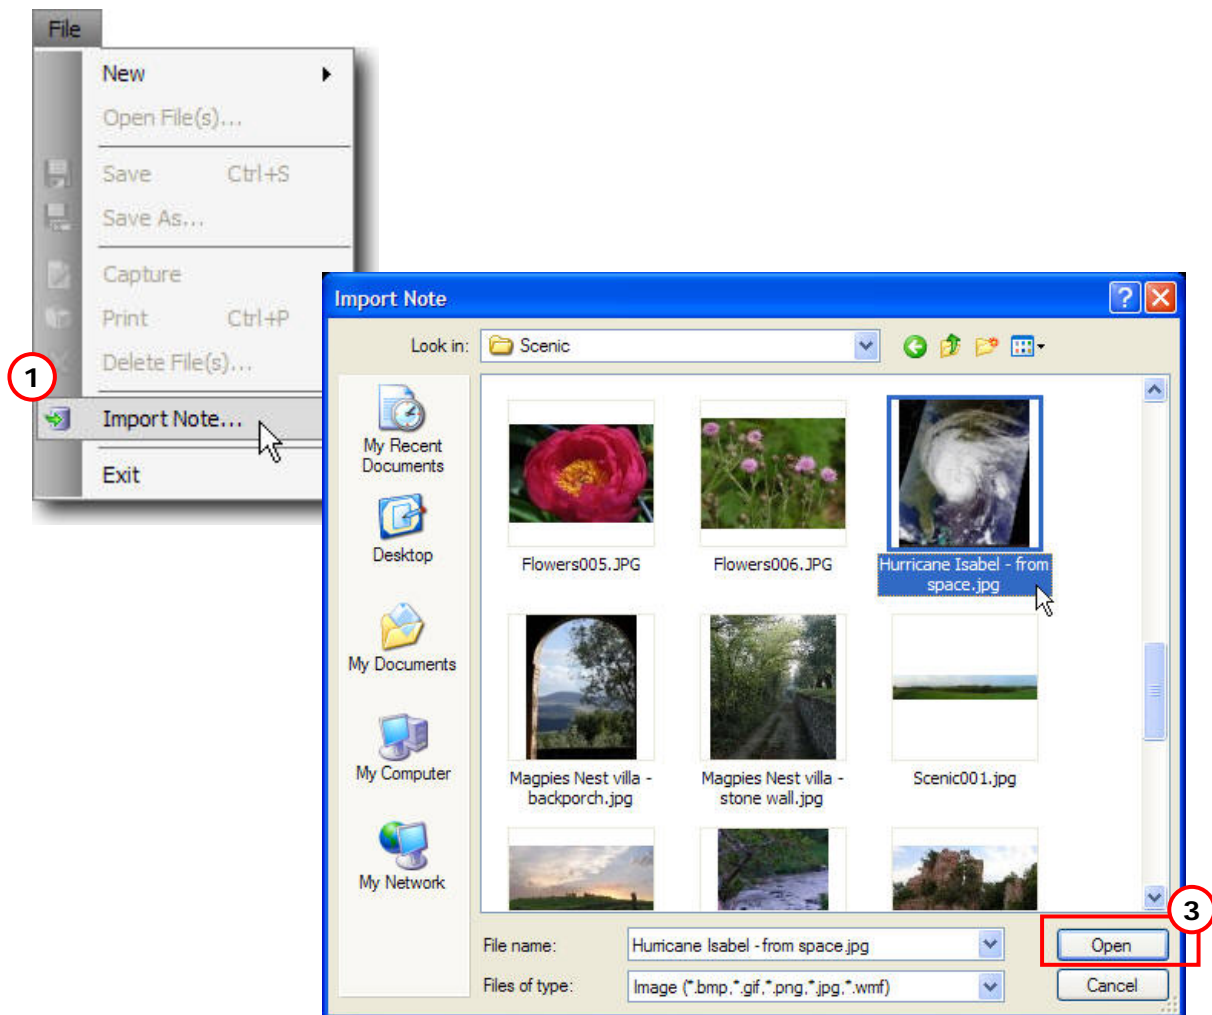 File
New
Open File(s)...
Save Ctrl+S
Save As...
Capture
Print Ctrl+P
Delete File(s)...
1
Import Note...
Exit
Import Note
Look in: Scenic
My Recent
Documents
Desktop
My Documents
My Computer
My Network
Flowers005.JPG
Flowers006.JPG
Hurricane Isabel - from
space.jpg
Magpies Nest villa -
backporch.jpg
Magpies Nest villa -
stone wall.jpg
Scenic001.jpg
3
File name: Hurricane Isabel - from space.jpg
Open
Files of type: Image (*.bmp,*.gif,*.png,*.jpg,*.wmf)
Cancel